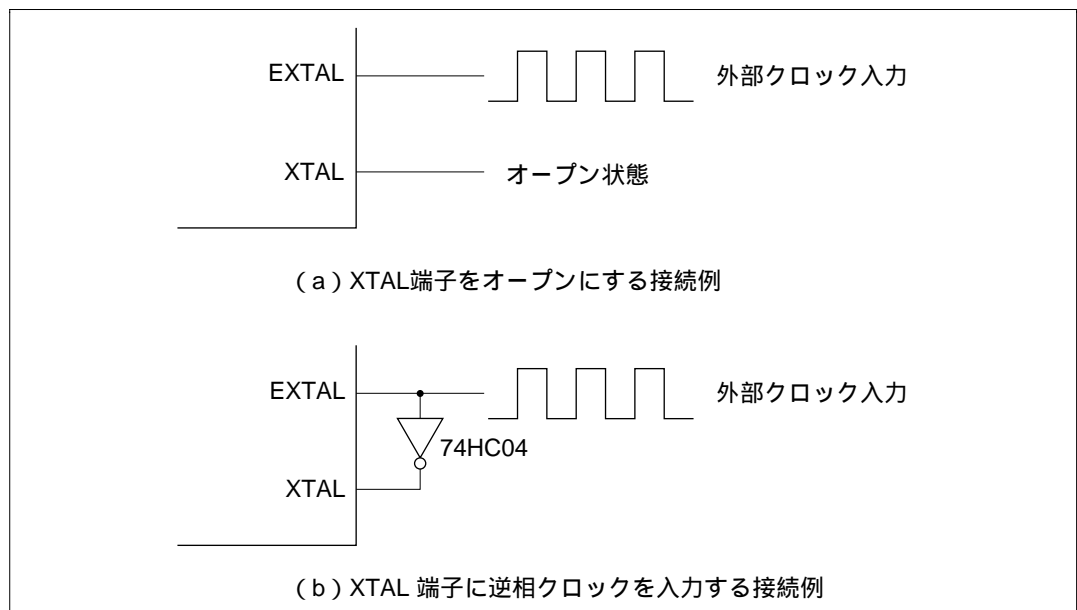 EXTAL 外部クロック入力
XTAL オープン状態
(a)XTAL端子をオープンにする接続例
EXTAL 外部クロック入力
74HC04
XTAL
(b)XTAL 端子に逆相クロックを入力する接続例